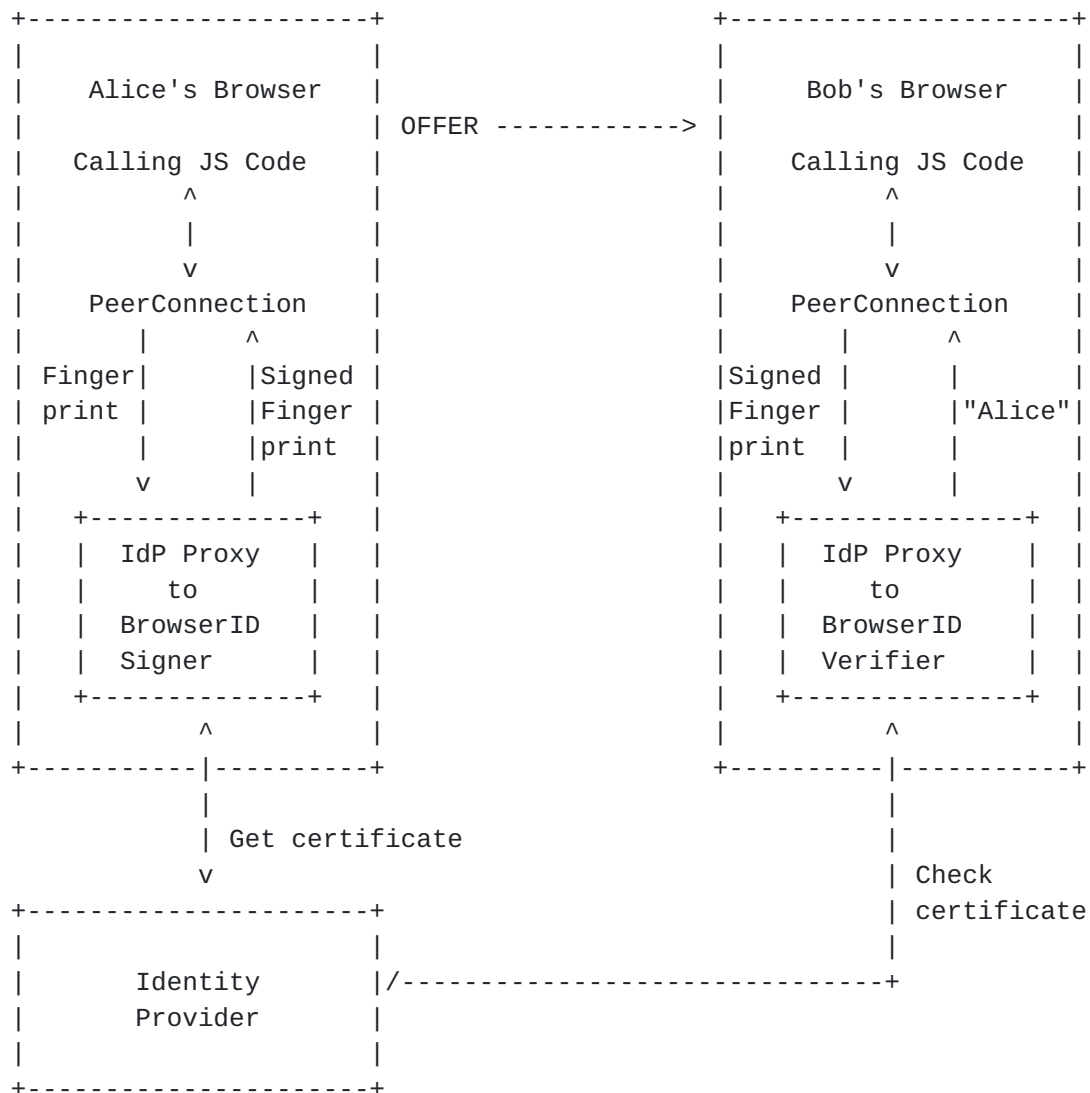 Alice's Browser Bob's Browser
OFFER ------------>
Calling JS Code Calling JS Code
PeerConnection PeerConnection
Finger Signed Signed
print Finger Finger "Alice"
print print
IdP Proxy IdP Proxy
to to
BrowserID BrowserID
Signer Verifier
Get certificate
Check
certificate
Identity
Provider